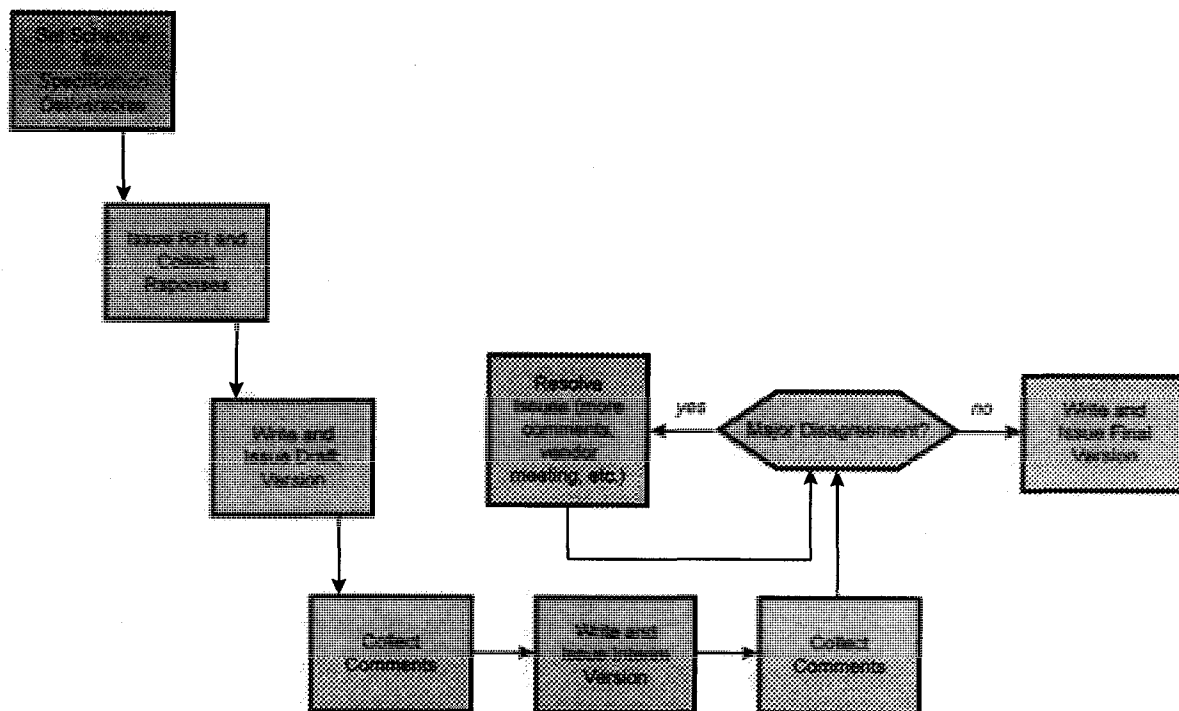 Set Schedule
for
Specification
Deliverables
Issue RFI and
Collect
Reponses
Write and
Issue Draft
Version
Collect
Comments
Write and
Issue Interim
Version
Collect
Comments
Major Disagreement?
yes
Resolve
Issues (more
comments,
vendor
meeting, etc.)
no
Write and
Issue Final
Version